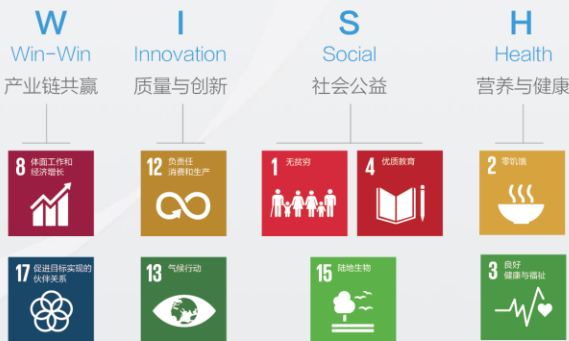 W
I
S
H
Win-Win
Innovation
Social
Health
产业链共赢
质量与创新
社会公益
营养与健康
8 体面工作和
经济增长
12 负责任
消费和生产
1 无贫穷
4 优质教育
2 零饥饿
17 促进目标实现的
伙伴关系
13 气候行动
15 陆地生物
3 良好
健康与福祉